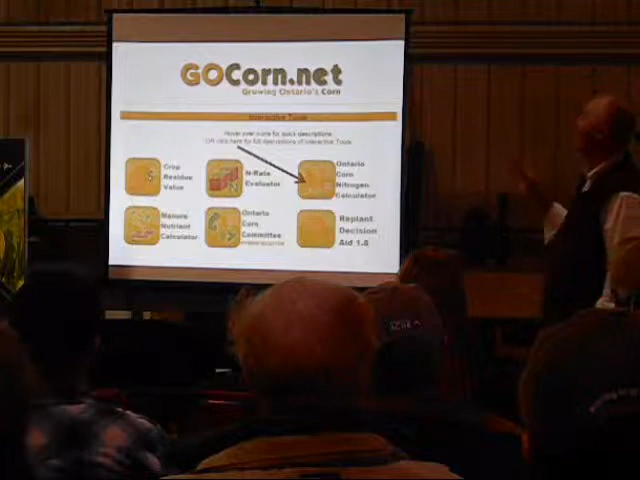 GOCorn.net
Growing Ontario's Corn
Interactive Tools
Hover over icons for quick descriptions
OR click here for full descriptions of Interactive Tools
Crop
Residue
Value
N-Rate
Evaluator
Ontario
Corn
Nitrogen
Calculator
Manure
Nutrient
Calculator
Ontario
Corn
Committee
Replant
Decision
Aid 1.8